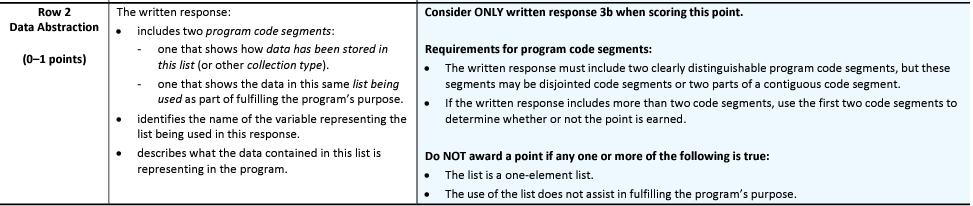 Row 2
Data Abstraction
(0–1 points)
The written response:
• includes two program code segments:
- one that shows how data has been stored in
this list (or other collection type).
- one that shows the data in this same list being
used as part of fulfilling the program's purpose.
• identifies the name of the variable representing the
list being used in this response.
• describes what the data contained in this list is
representing in the program.
Consider ONLY written response 3b when scoring this point.
Requirements for program code segments:
• The written response must include two clearly distinguishable program code segments, but these
segments may be disjointed code segments or two parts of a contiguous code segment.
• If the written response includes more than two code segments, use the first two code segments to
determine whether or not the point is earned.
Do NOT award a point if any one or more of the following is true:
• The list is a one-element list.
• The use of the list does not assist in fulfilling the program's purpose.